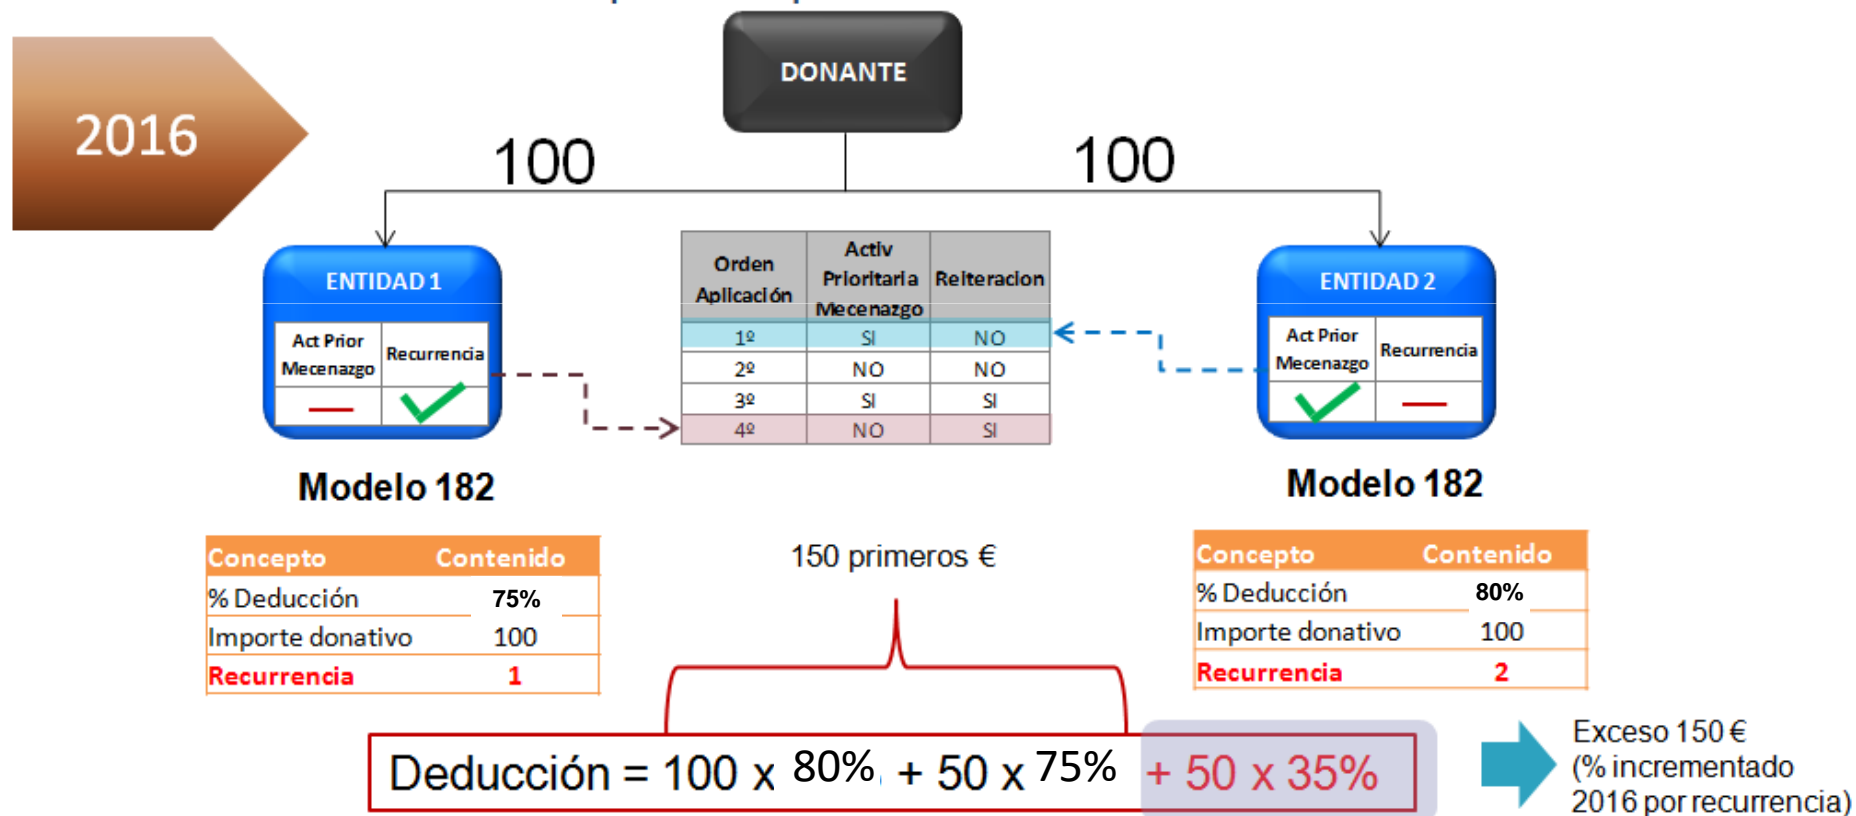 DONANTE
2016
100
100
ENTIDAD 1
Act Prior
Mecenazgo
Recurrencia
Orden
Aplicación
Activ
Prioritaria
Mecenazgo
Reiteracion
1º SI NO
2º NO NO
3º SI SI
4º NO SI
ENTIDAD 2
Act Prior
Mecenazgo
Recurrencia
Modelo 182
Modelo 182
Concepto Contenido
% Deducción 75%
Importe donativo 100
Recurrencia 1
150 primeros €
Concepto Contenido
% Deducción 80%
Importe donativo 100
Recurrencia 2
Deducción = 100 x 80% + 50 x 75% + 50 x 35%
Exceso 150 €
(% incrementado
2016 por recurrencia)